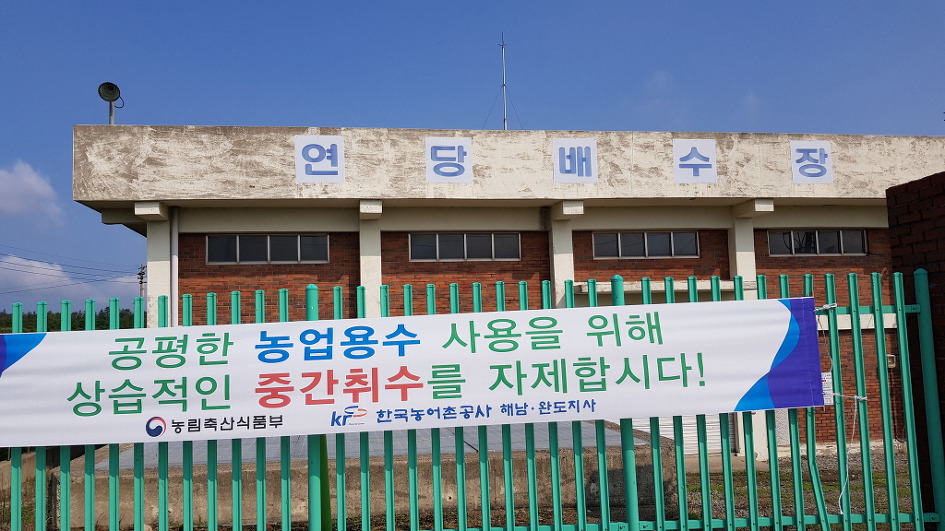 연당배수장
공평한 농업용수 사용을 위해
상습적인 중간취수를 자제합시다!
농림축산식품부 kr 한국농어촌공사 해남·완도지사